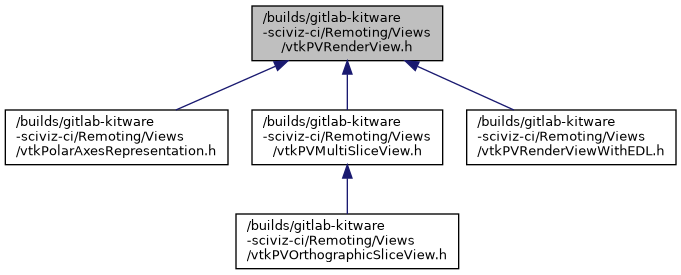 /builds/gitlab-kitware
-sciviz-ci/Remoting/Views
/vtkPVRenderView.h
/builds/gitlab-kitware
-sciviz-ci/Remoting/Views
/vtkPolarAxesRepresentation.h
/builds/gitlab-kitware
-sciviz-ci/Remoting/Views
/vtkPVMultiSliceView.h
/builds/gitlab-kitware
-sciviz-ci/Remoting/Views
/vtkPVRenderViewWithEDL.h
/builds/gitlab-kitware
-sciviz-ci/Remoting/Views
/vtkPVOrthographicSliceView.h